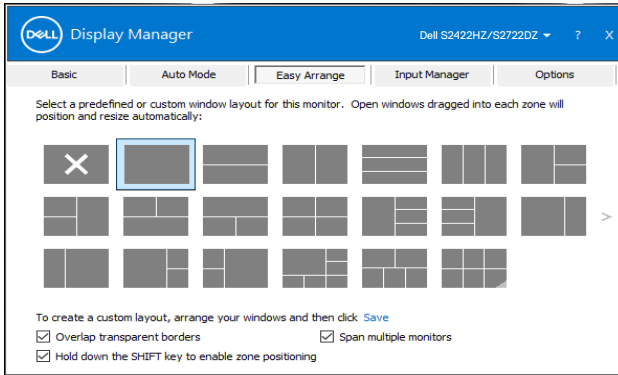 DELL Display Manager Dell S2422HZ/S2722DZ ? X
Basic Auto Mode Easy Arrange Input Manager Options
Select a predefined or custom window layout for this monitor. Open windows dragged into each zone will
position and resize automatically:
>
To create a custom layout, arrange your windows and then click Save
Overlap transparent borders Span multiple monitors
Hold down the SHIFT key to enable zone positioning